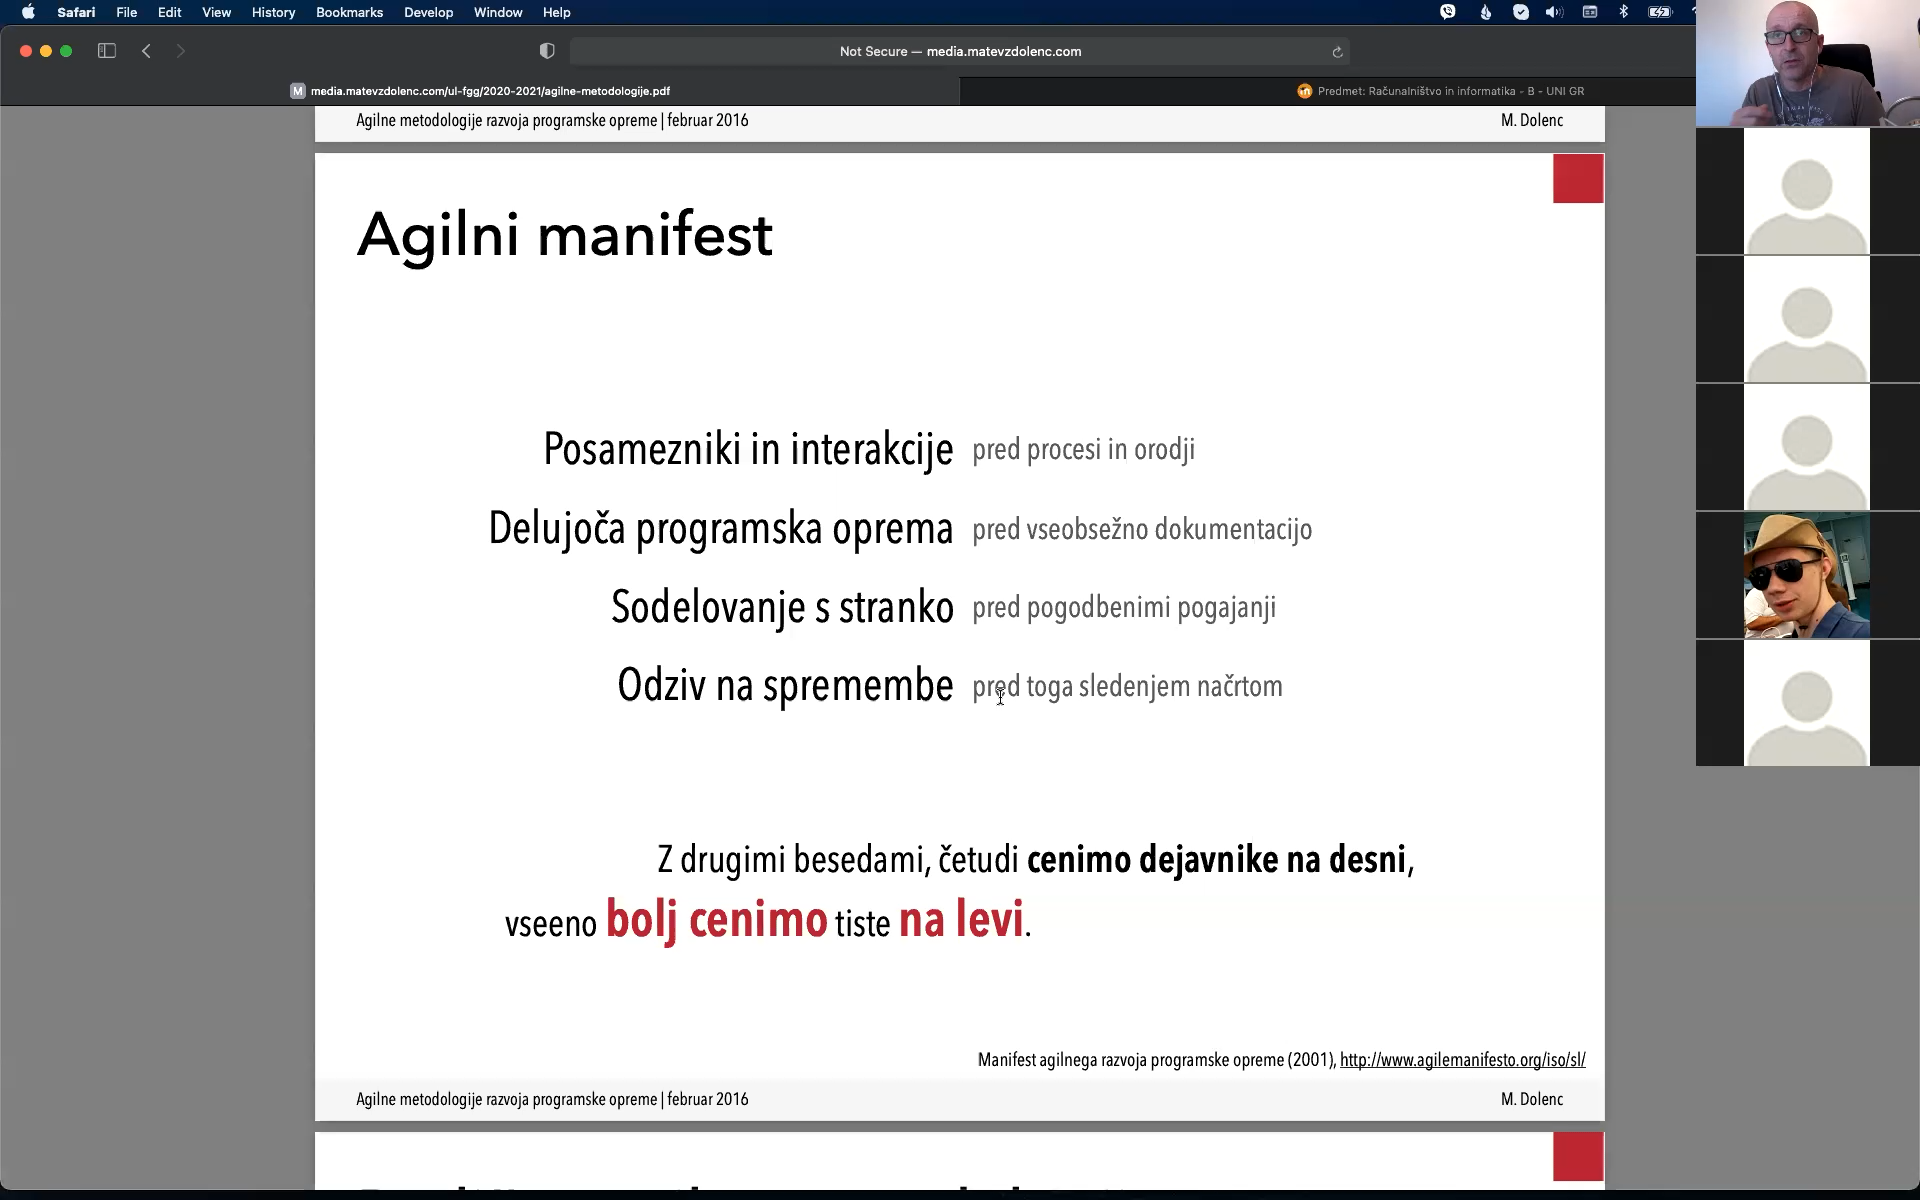 Safari File Edit View History Bookmarks Develop Window Help
Not Secure — media.matevzdolenc.com
M media.matevzdolenc.com/ul-fgg/2020-2021/agilne-metodologije.pdf
Predmet: Računalništvo in informatika - B - UNI GR
Agilne metodologije razvoja programske opreme | februar 2016 M. Dolenc
Agilni manifest
Posamezniki in interakcije pred procesi in orodji
Delujoča programska oprema pred vseobsežno dokumentacijo
Sodelovanje s stranko pred pogodbenimi pogajanji
Odziv na spremembe pred toga sledenjem načrtom
Z drugimi besedami, četudi cenimo dejavnike na desni,
vseeno bolj cenimo tiste na levi.
Manifest agilnega razvoja programske opreme (2001), http://www.agilemanifesto.org/iso/sl/
Agilne metodologije razvoja programske opreme | februar 2016 M. Dolenc